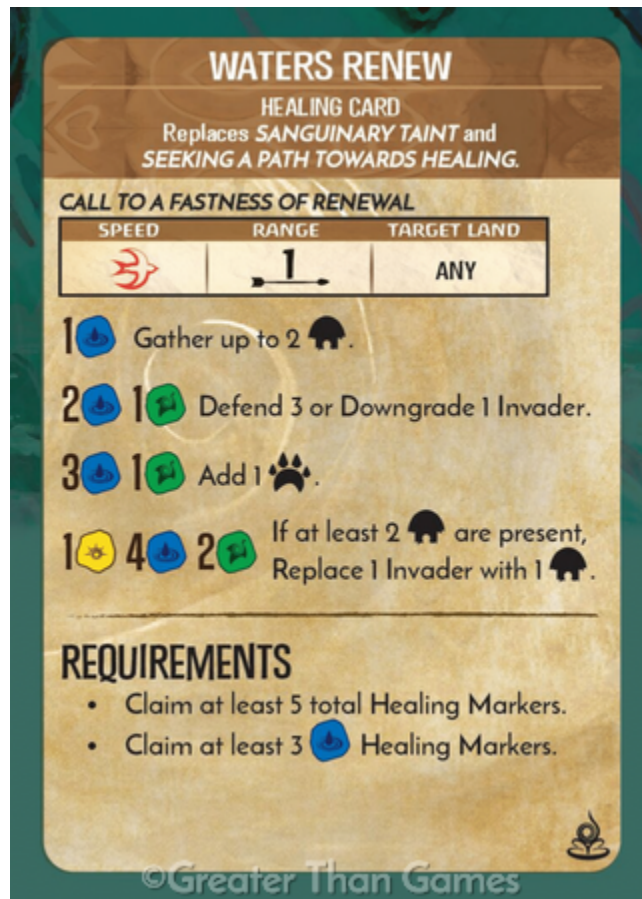 WATERS RENEW
HEALING CARD
Replaces SANGUINARY TAINT and
SEEKING A PATH TOWARDS HEALING.
CALL TO A FASTNESS OF RENEWAL
SPEED RANGE TARGET LAND
1 ANY
1 Gather up to 2 .
2 1 Defend 3 or Downgrade 1 Invader.
3 1 Add 1 .
1 4 2 If at least 2 are present,
Replace 1 Invader with 1 .
REQUIREMENTS
• Claim at least 5 total Healing Markers.
• Claim at least 3 Healing Markers.
©Greater Than Games